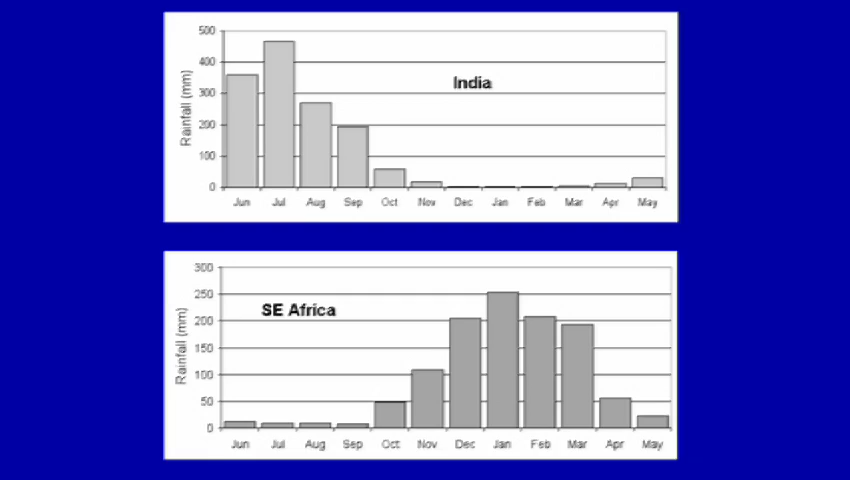 500
400
300
200
100
0
Rainfall (mm)
India
Jun Jul Aug Sep Oct Nov Dec Jan Feb Mar Apr May
300
250
200
150
100
50
0
Rainfall (mm)
SE Africa
Jun Jul Aug Sep Oct Nov Dec Jan Feb Mar Apr May